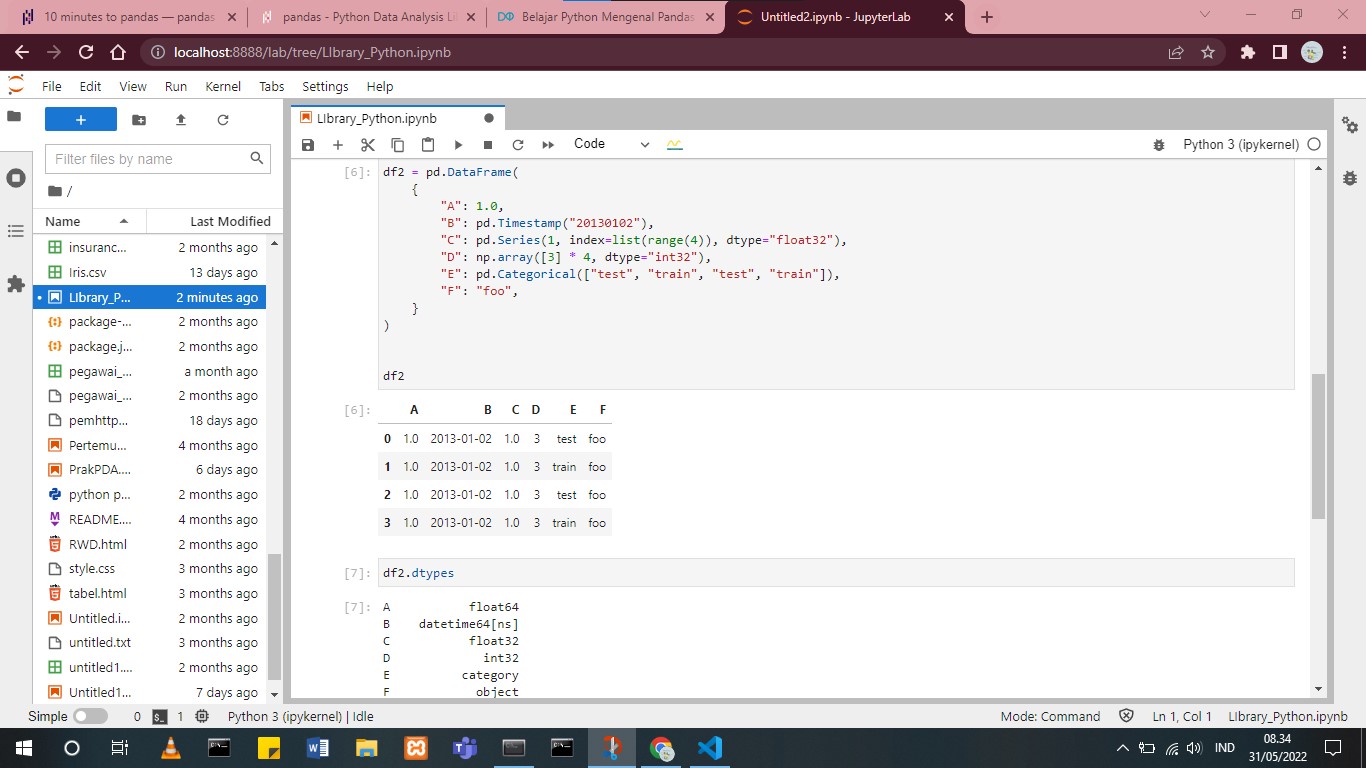 10 minutes to pandas — pandas
pandas - Python Data Analysis Li
Belajar Python Mengenal Pandas
Untitled2.ipynb - JupyterLab
localhost:8888/lab/tree/LIbrary_Python.ipynb
File Edit View Run Kernel Tabs Settings Help
LIbrary_Python.ipynb
Filter files by name
Code
Python 3 (ipykernel)
/
Name Last Modified
insuranc... 2 months ago
Iris.csv 13 days ago
LIbrary_P... 2 minutes ago
package-... 2 months ago
package.j... 2 months ago
pegawai_... a month ago
pegawai_... 2 months ago
pemhttp... 18 days ago
Pertemu... 4 months ago
PrakPDA.... 6 days ago
python p... 2 months ago
README.... 4 months ago
RWD.html 2 months ago
style.css 3 months ago
tabel.html 3 months ago
Untitled.i... 2 months ago
untitled.txt 3 months ago
untitled1.... 2 months ago
Untitled1... 7 days ago
[6]: df2 = pd.DataFrame(
    {
        "A": 1.0,
        "B": pd.Timestamp("20130102"),
        "C": pd.Series(1, index=list(range(4)), dtype="float32"),
        "D": np.array([3] * 4, dtype="int32"),
        "E": pd.Categorical(["test", "train", "test", "train"]),
        "F": "foo",
    }
)
df2
[6]: A B C D E F
0 1.0 2013-01-02 1.0 3 test foo
1 1.0 2013-01-02 1.0 3 train foo
2 1.0 2013-01-02 1.0 3 test foo
3 1.0 2013-01-02 1.0 3 train foo
[7]: df2.dtypes
[7]: A float64
B datetime64[ns]
C float32
D int32
E category
F object
Simple 0 1 Python 3 (ipykernel) | Idle Mode: Command Ln 1, Col 1 LIbrary_Python.ipynb
IND
08.34
31/05/2022